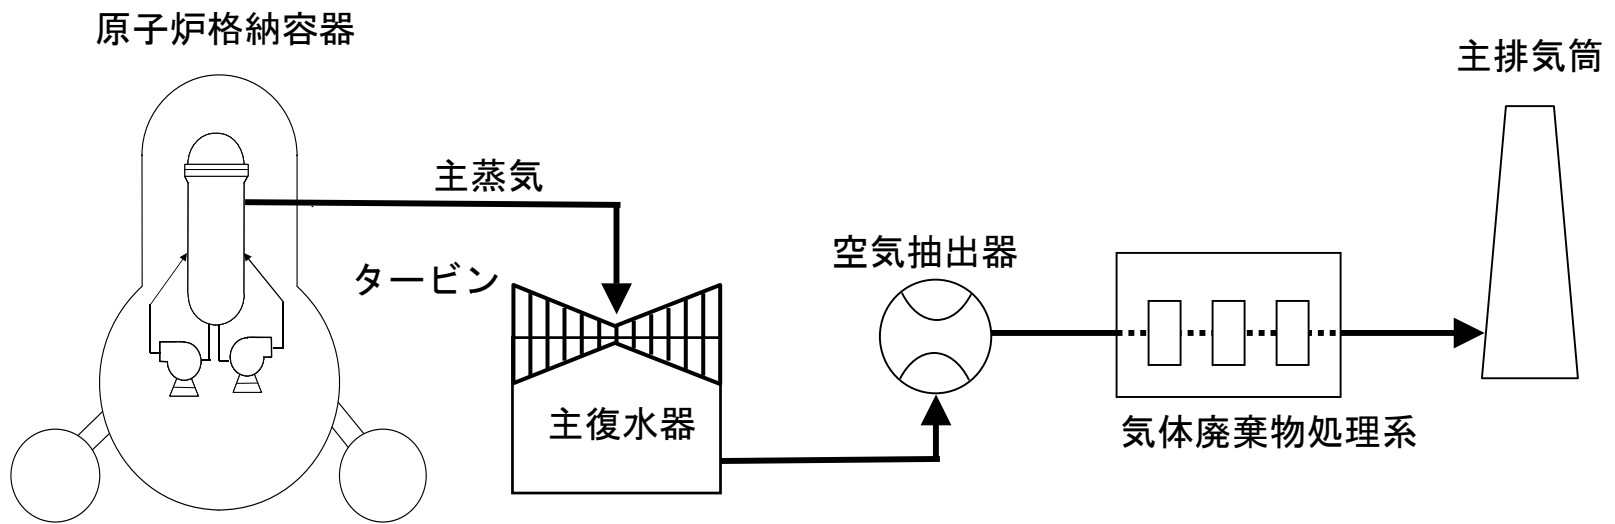 原子炉格納容器
主排気筒
主蒸気
空気抽出器
タービン
主復水器
気体廃棄物処理系